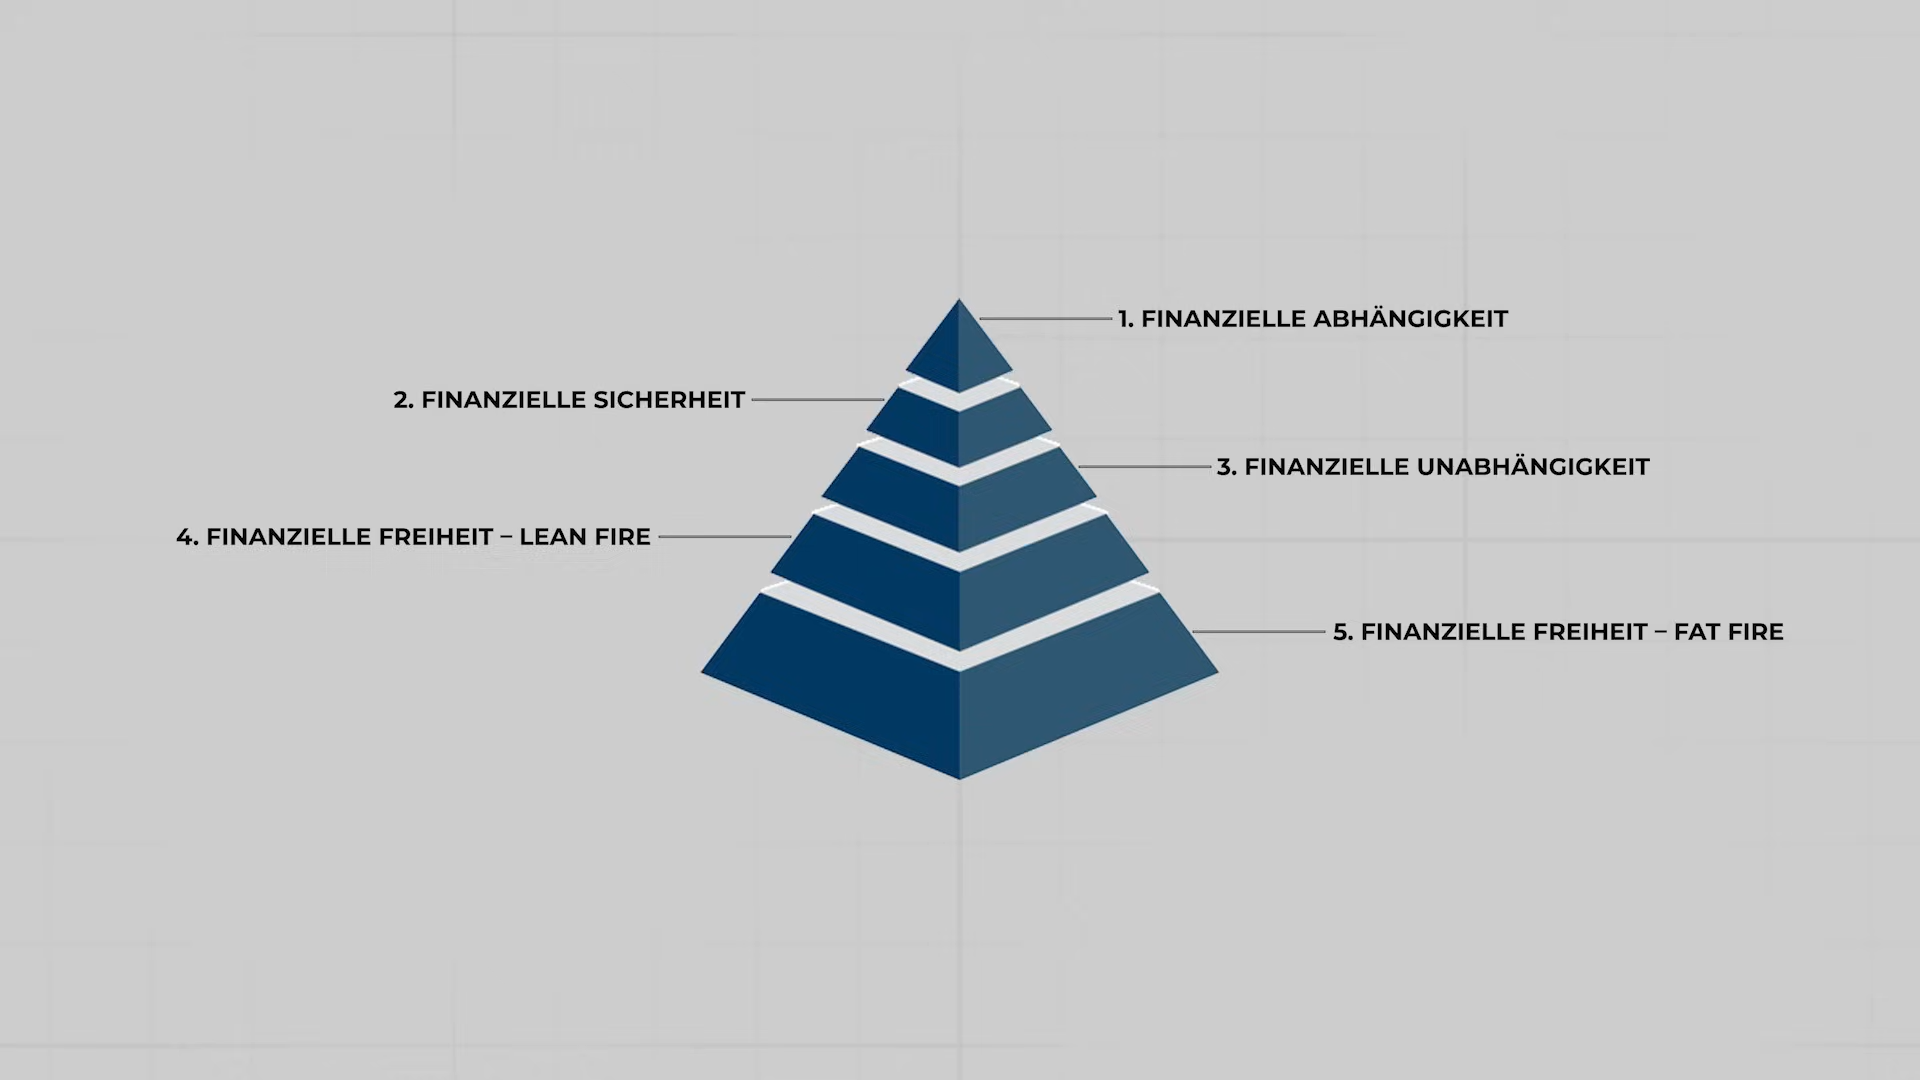 1. FINANZIELLE ABHÄNGIGKEIT
2. FINANZIELLE SICHERHEIT
3. FINANZIELLE UNABHÄNGIGKEIT
4. FINANZIELLE FREIHEIT – LEAN FIRE
5. FINANZIELLE FREIHEIT – FAT FIRE